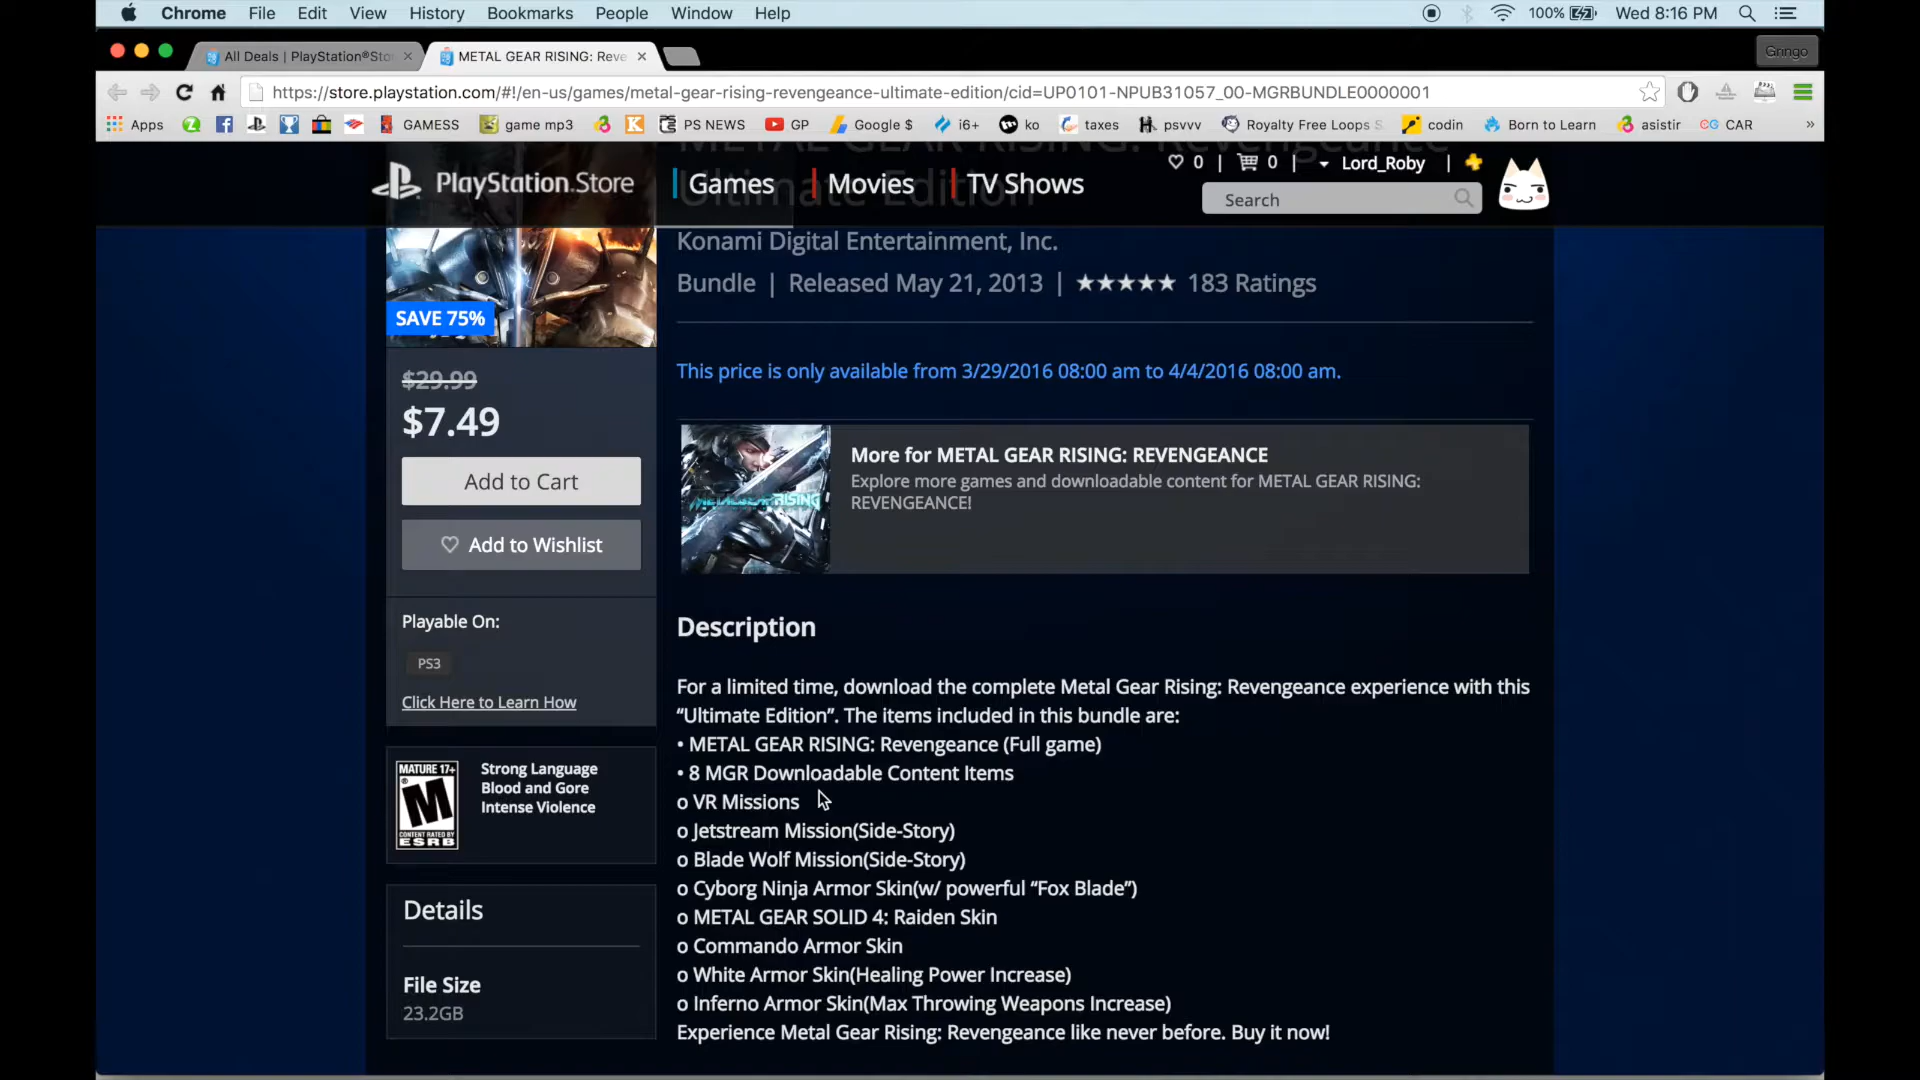 Chrome File Edit View History Bookmarks People Window Help 100% Wed 8:16 PM
All Deals | PlayStation®Sto METAL GEAR RISING: Reve Gringo
https://store.playstation.com/#!/en-us/games/metal-gear-rising-revengeance-ultimate-edition/cid=UP0101-NPUB31057_00-MGRBUNDLE0000001
Apps GAMESS game mp3 PS NEWS GP Google $ i6+ ko taxes psvvv Royalty Free Loops S codin Born to Learn asistir CAR »
METAL GEAR RISING: Revengeance
Ultimate Edition
PlayStation.Store Games Movies TV Shows
0 | 0 | Lord_Roby |
Search
Konami Digital Entertainment, Inc.
Bundle | Released May 21, 2013 | ★★★★★ 183 Ratings
SAVE 75%
$29.99
$7.49
Add to Cart
Add to Wishlist
Playable On:
PS3
Click Here to Learn How
MATURE 17+
M
CONTENT RATED BY
ESRB
Strong Language
Blood and Gore
Intense Violence
Details
File Size
23.2GB
This price is only available from 3/29/2016 08:00 am to 4/4/2016 08:00 am.
METAL GEAR RISING
More for METAL GEAR RISING: REVENGEANCE
Explore more games and downloadable content for METAL GEAR RISING:
REVENGEANCE!
Description
For a limited time, download the complete Metal Gear Rising: Revengeance experience with this
“Ultimate Edition”. The items included in this bundle are:
• METAL GEAR RISING: Revengeance (Full game)
• 8 MGR Downloadable Content Items
o VR Missions
o Jetstream Mission(Side-Story)
o Blade Wolf Mission(Side-Story)
o Cyborg Ninja Armor Skin(w/ powerful “Fox Blade”)
o METAL GEAR SOLID 4: Raiden Skin
o Commando Armor Skin
o White Armor Skin(Healing Power Increase)
o Inferno Armor Skin(Max Throwing Weapons Increase)
Experience Metal Gear Rising: Revengeance like never before. Buy it now!